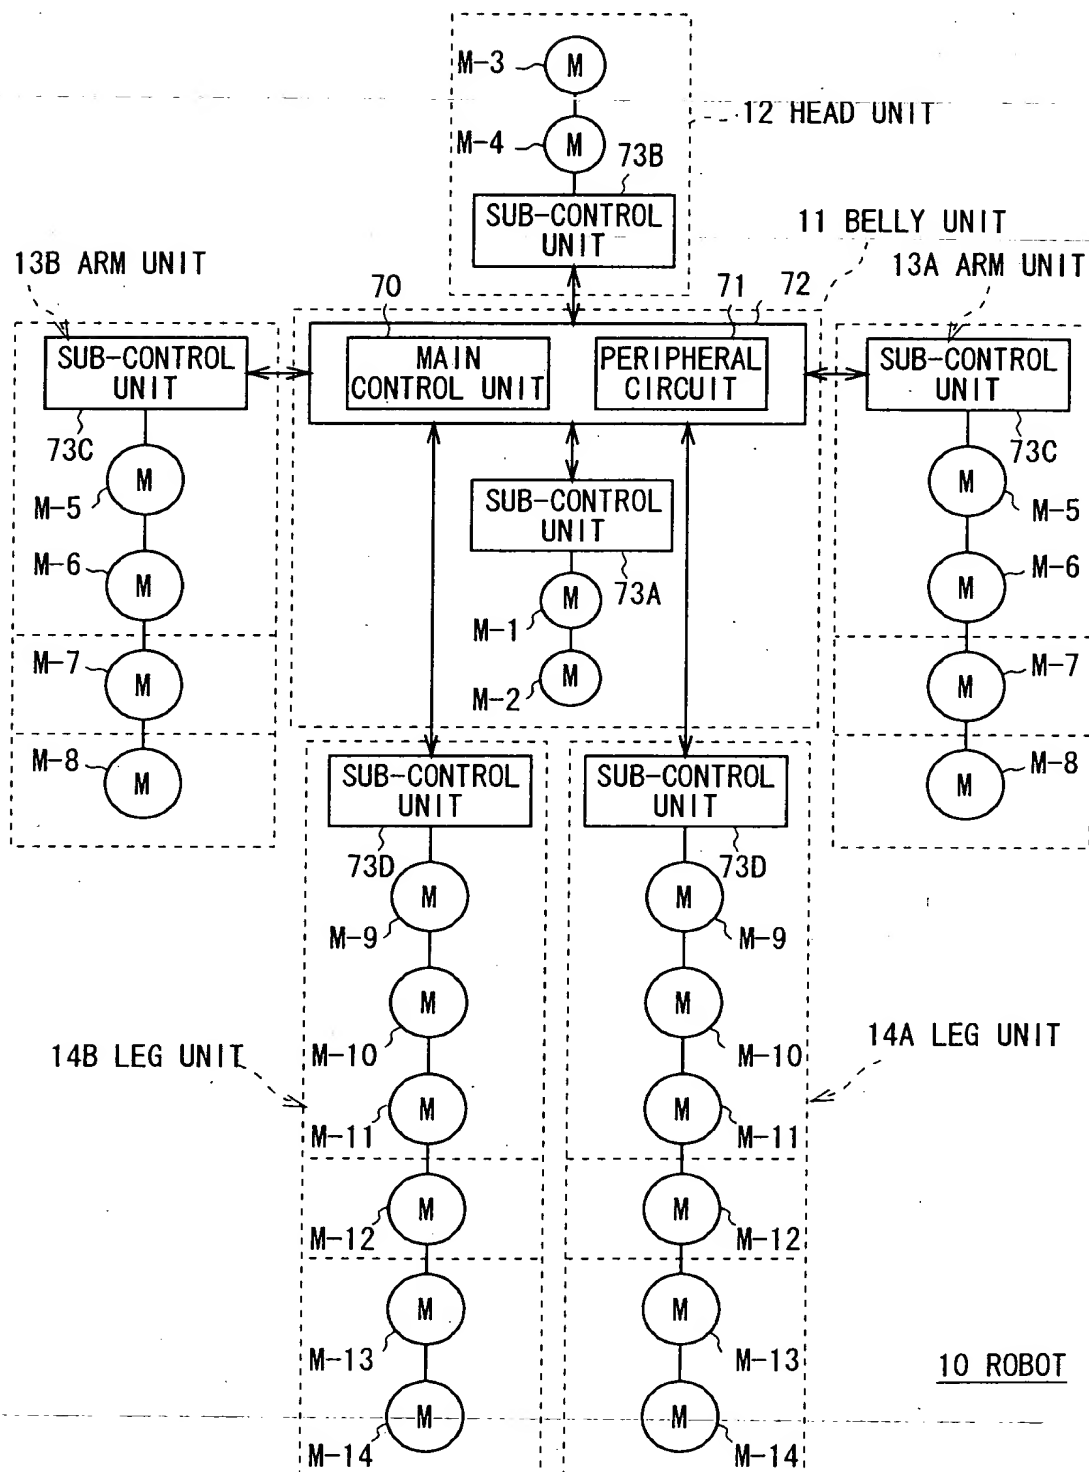 M-3
M
12 HEAD UNIT
M-4
M
73B
SUB-CONTROL
UNIT
11 BELLY UNIT
13B ARM UNIT
13A ARM UNIT
70
71
72
SUB-CONTROL
UNIT
MAIN
CONTROL UNIT
PERIPHERAL
CIRCUIT
SUB-CONTROL
UNIT
73C
73C
M
M-5
M
M-5
SUB-CONTROL
UNIT
73A
M-6
M
M-6
M
M-1
M
M-7
M
M-7
M
M-2
M
M-8
M
M-8
M
SUB-CONTROL
UNIT
SUB-CONTROL
UNIT
73D
73D
M
M-9
M
M-9
M
M-10
M
M-10
14B LEG UNIT
14A LEG UNIT
M
M-11
M
M-11
M
M-12
M
M-12
M
M-13
M
M-13
10 ROBOT
M
M-14
M
M-14